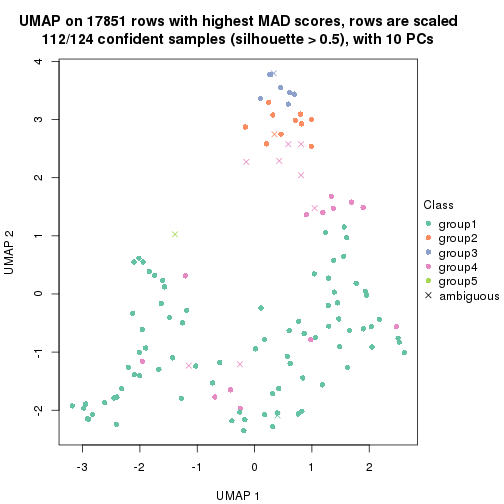 UMAP on 17851 rows with highest MAD scores, rows are scaled
112/124 confident samples (silhouette > 0.5), with 10 PCs
4
3
2
1
0
-1
-2
UMAP 2
-3
-2
-1
0
1
2
UMAP 1
Class
group1
group2
group3
group4
group5
ambiguous